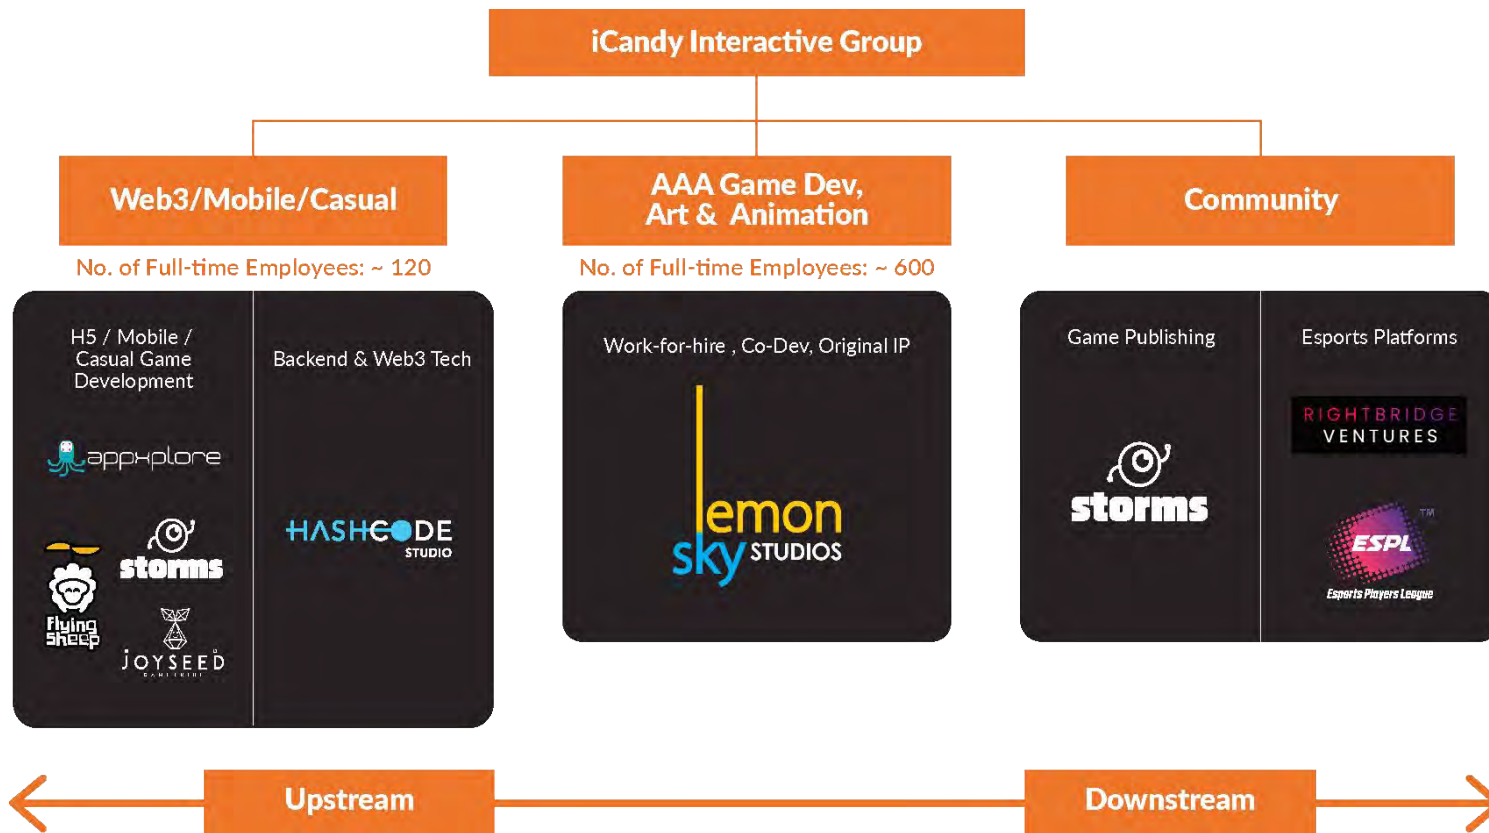 iCandy Interactive Group
Web3/Mobile/Casual
No. of Full-time Employees: ~ 120
H5 / Mobile /
Casual Game
Development
appxplore
storms
Flying
Sheep
JOYSEED
Backend & Web3 Tech
HASHCODE
STUDIO
AAA Game Dev,
Art & Animation
No. of Full-time Employees: ~ 600
Work-for-hire , Co-Dev, Original IP
lemon
sky STUDIOS
Community
Game Publishing
storms
Esports Platforms
RIGHTBRIDGE
VENTURES
ESPL
TM
Esports Players League
Upstream
Downstream